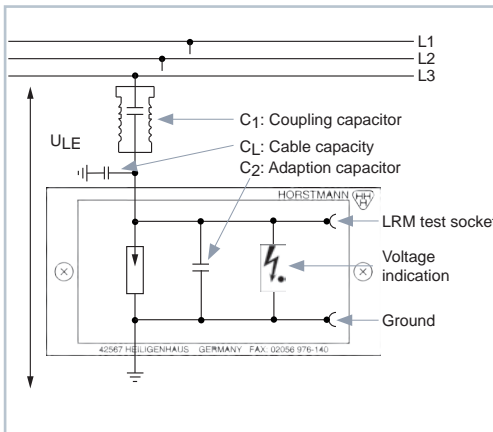 L1
L2
L3
ULE
C1: Coupling capacitor
CL: Cable capacity
C2: Adaption capacitor
HORSTMANN
LRM test socket
Voltage
indication
Ground
42567 HEILIGENHAUS GERMANY FAX: 02056 976-140